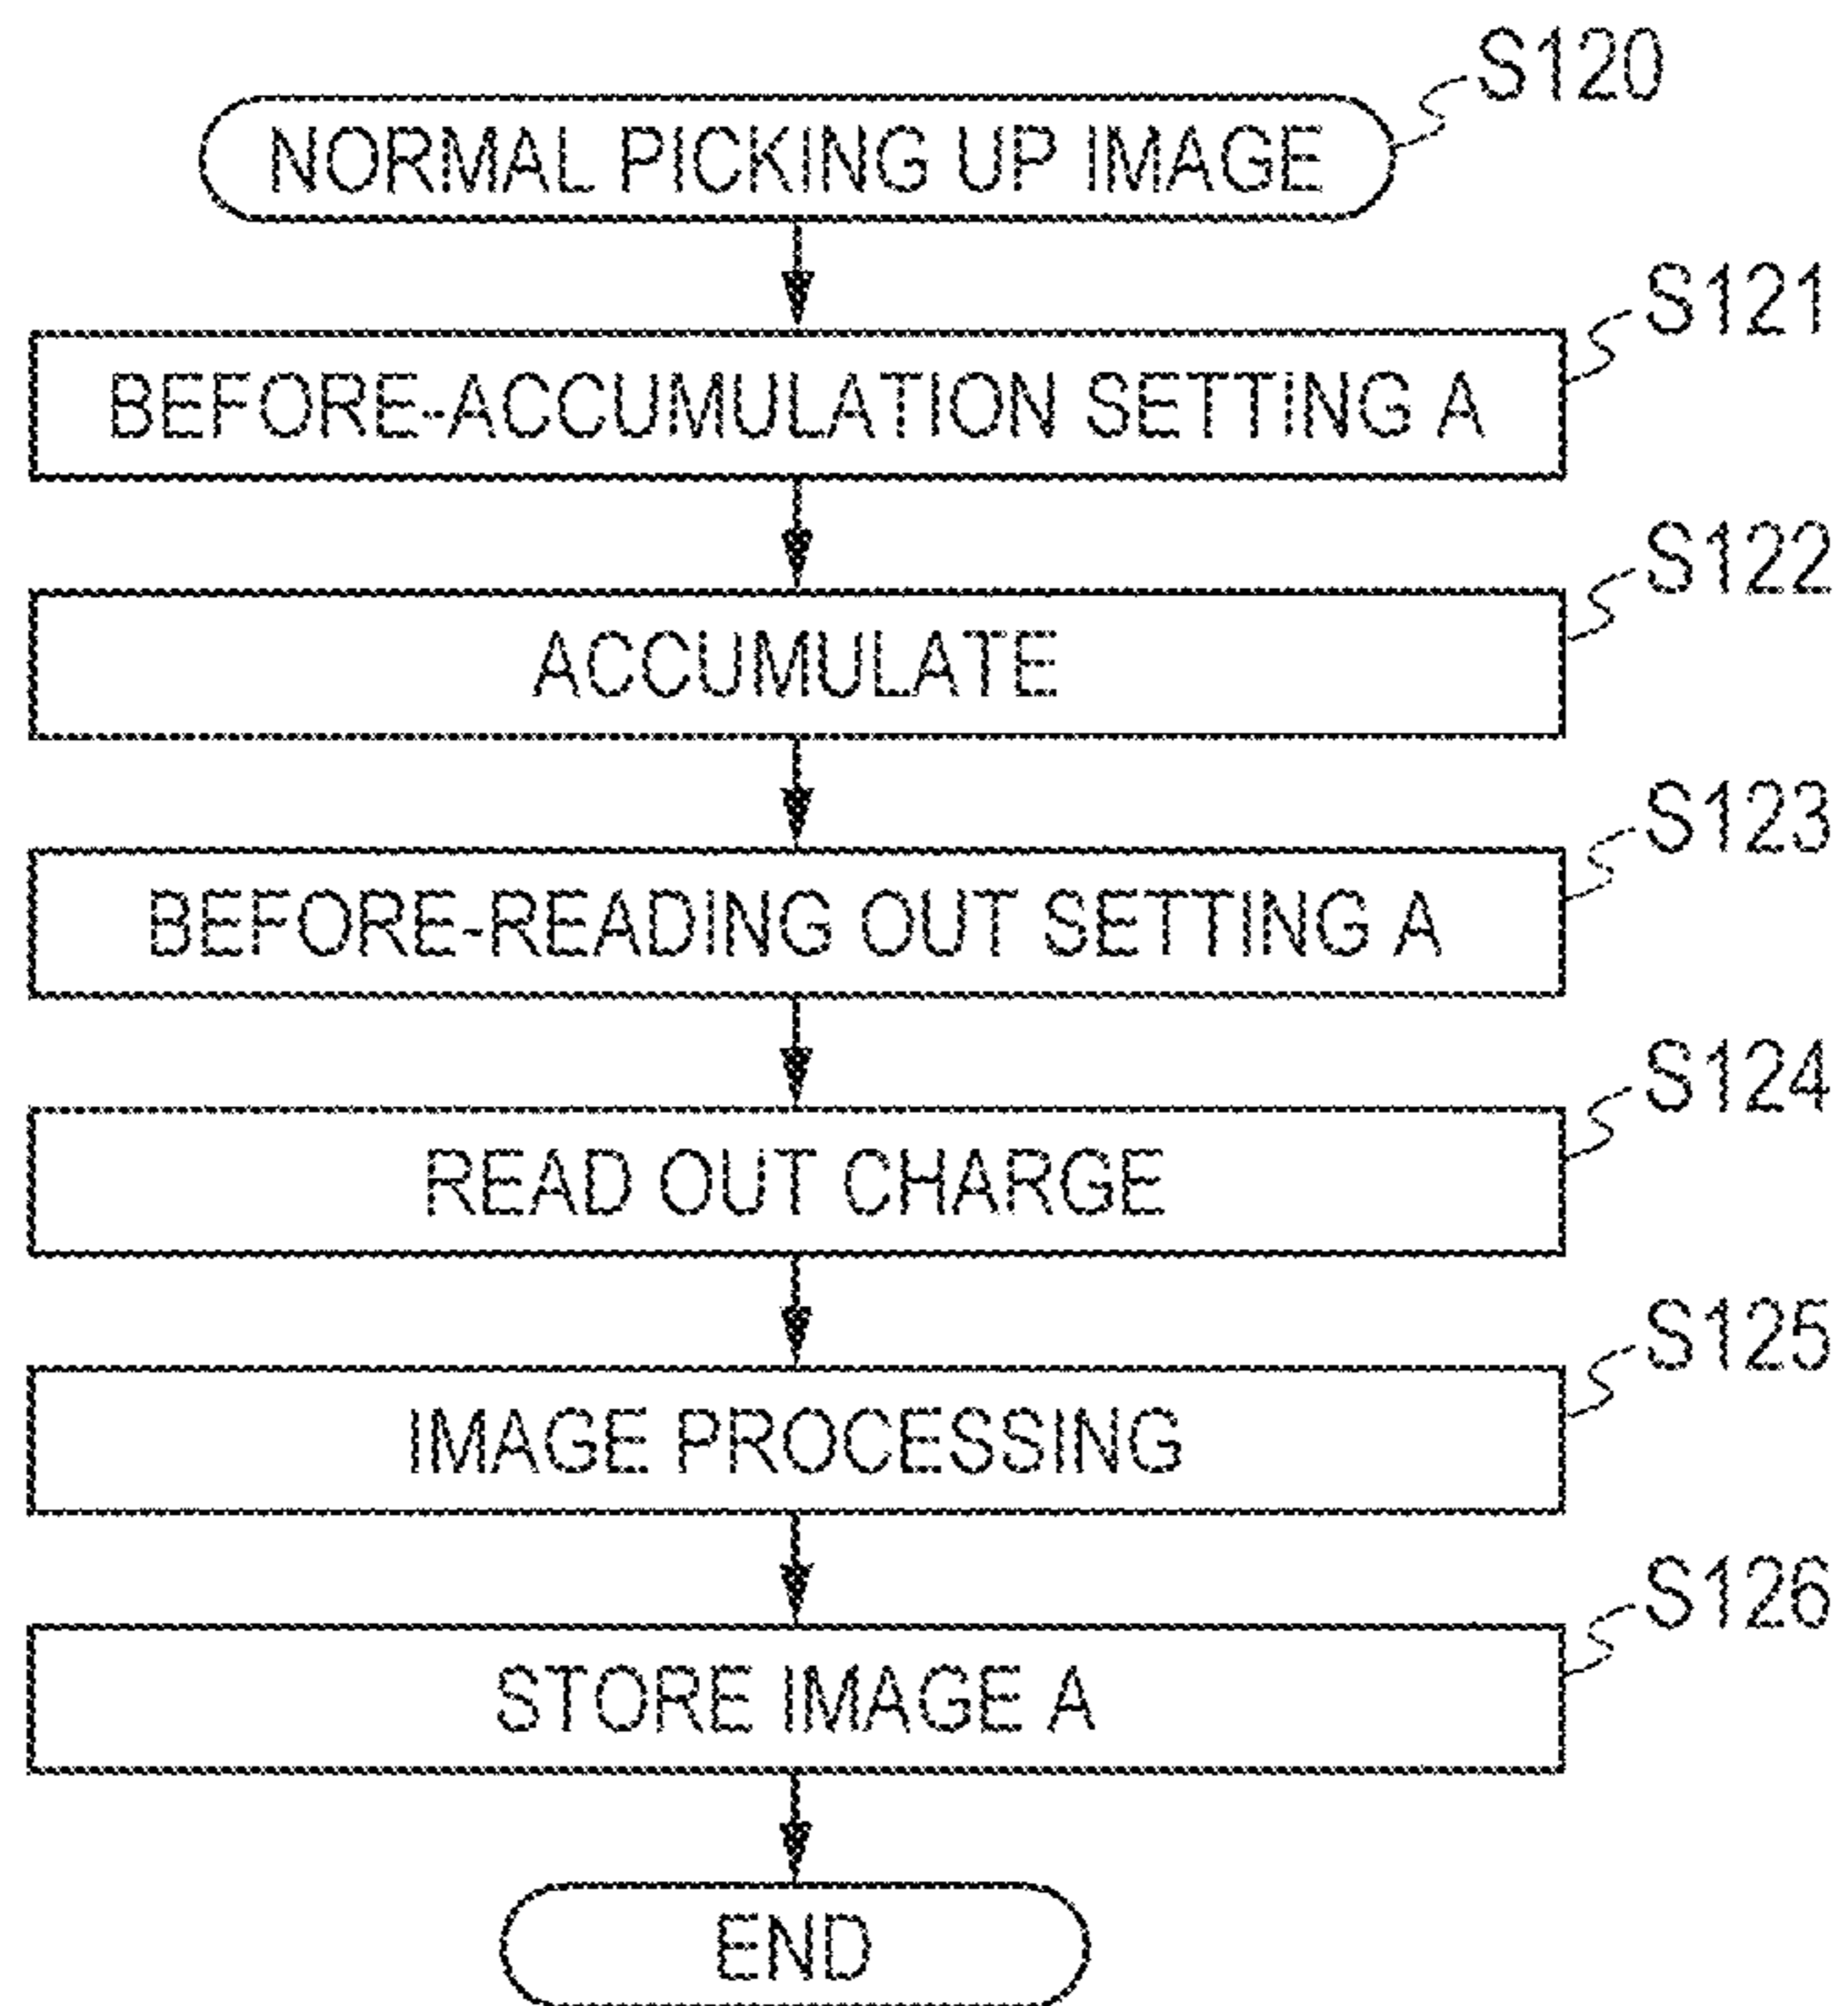 S120
NORMAL PICKING UP IMAGE
S121
BEFORE-ACCUMULATION SETTING A
S122
ACCUMULATE
S123
BEFORE-READING OUT SETTING A
S124
READ OUT CHARGE
S125
IMAGE PROCESSING
S126
STORE IMAGE A
END